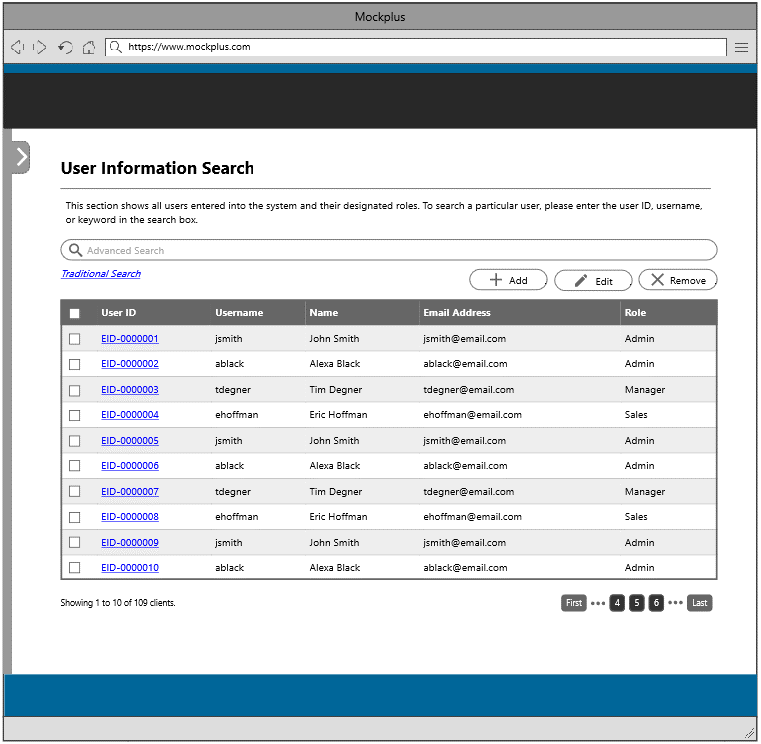 Mockplus
https://www.mockplus.com
User Information Search
This section shows all users entered into the system and their designated roles. To search a particular user, please enter the user ID, username,
or keyword in the search box.
Advanced Search
Traditional Search
Add Edit Remove
User ID Username Name Email Address Role
EID-0000001 jsmith John Smith jsmith@email.com Admin
EID-0000002 ablack Alexa Black ablack@email.com Admin
EID-0000003 tdegner Tim Degner tdegner@email.com Manager
EID-0000004 ehoffman Eric Hoffman ehoffman@email.com Sales
EID-0000005 jsmith John Smith jsmith@email.com Admin
EID-0000006 ablack Alexa Black ablack@email.com Admin
EID-0000007 tdegner Tim Degner tdegner@email.com Manager
EID-0000008 ehoffman Eric Hoffman ehoffman@email.com Sales
EID-0000009 jsmith John Smith jsmith@email.com Admin
EID-0000010 ablack Alexa Black ablack@email.com Admin
Showing 1 to 10 of 109 clients.
First ••• 4 5 6 ••• Last